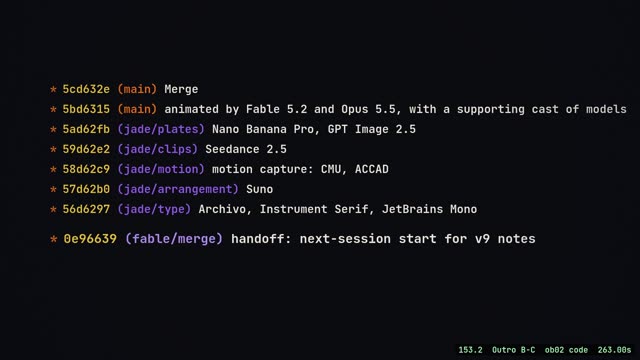 * 5cd632e (main) Merge
* 5bd6315 (main) animated by Fable 5.2 and Opus 5.5, with a supporting cast of models
* 5ad62fb (jade/plates) Nano Banana Pro, GPT Image 2.5
* 59d62e2 (jade/clips) Seedance 2.5
* 58d62c9 (jade/motion) motion capture: CMU, ACCAD
* 57d62b0 (jade/arrangement) Suno
* 56d6297 (jade/type) Archivo, Instrument Serif, JetBrains Mono
* 0e96639 (fable/merge) handoff: next-session start for v9 notes
153.2 Outro B-C ob02 code 263.00s